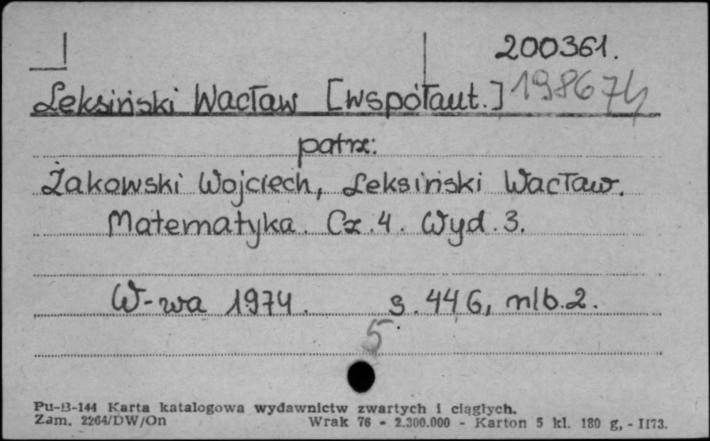 200361.
Leksiński Wacław [współaut.] 198674
patrz:
Żakowski Wojciech, Leksiński Wacław.
Matematyka. Cz.4. Wyd.3.
W-wa 1974. s.446, nlb.2.
5
Pu-B-144 Karta katalogowa wydawnictw zwartych i ciągłych.
Zam. 2264/DW/On Wrak 76 - 2.300.000 - Karton 5 kl. 180 g, - II73.